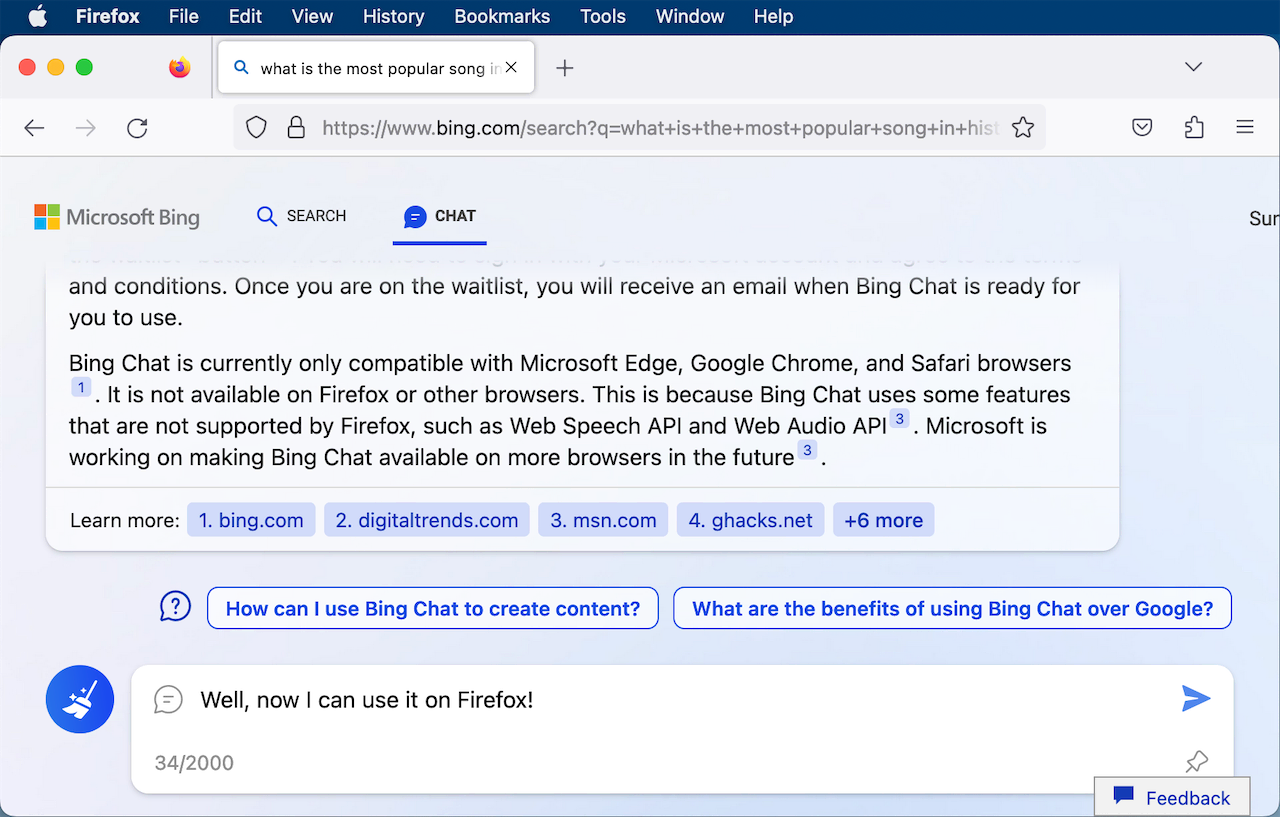 Firefox File Edit View History Bookmarks Tools Window Help
what is the most popular song in
https://www.bing.com/search?q=what+is+the+most+popular+song+in+hist
Microsoft Bing SEARCH CHAT Sur
and conditions. Once you are on the waitlist, you will receive an email when Bing Chat is ready for
you to use.
Bing Chat is currently only compatible with Microsoft Edge, Google Chrome, and Safari browsers
1 . It is not available on Firefox or other browsers. This is because Bing Chat uses some features
that are not supported by Firefox, such as Web Speech API and Web Audio API 3 . Microsoft is
working on making Bing Chat available on more browsers in the future 3 .
Learn more: 1. bing.com 2. digitaltrends.com 3. msn.com 4. ghacks.net +6 more
How can I use Bing Chat to create content? What are the benefits of using Bing Chat over Google?
Well, now I can use it on Firefox!
34/2000
Feedback